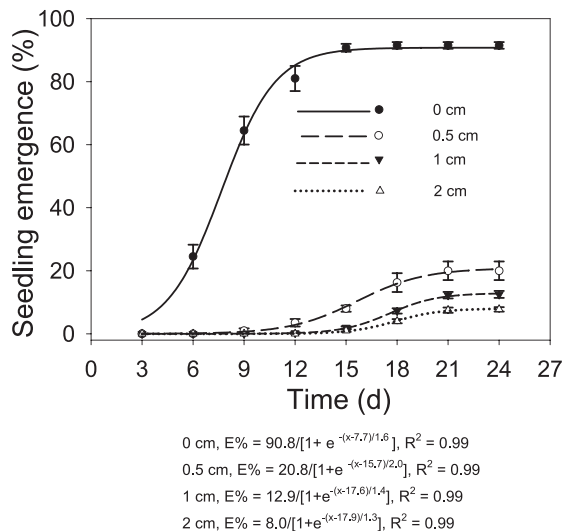 Seedling emergence (%)
100
80
60
40
20
0
0 cm
0.5 cm
1 cm
2 cm
0 3 6 9 12 15 18 21 24 27
Time (d)
0 cm, E% = 90.8/[1+ e -(x-7.7)/1.6], R2 = 0.99
0.5 cm, E% = 20.8/[1+e-(x-15.7)/2.0], R2 = 0.99
1 cm, E% = 12.9/[1+e-(x-17.6)/1.4], R2 = 0.99
2 cm, E% = 8.0/[1+e-(x-17.9)/1.3], R2 = 0.99